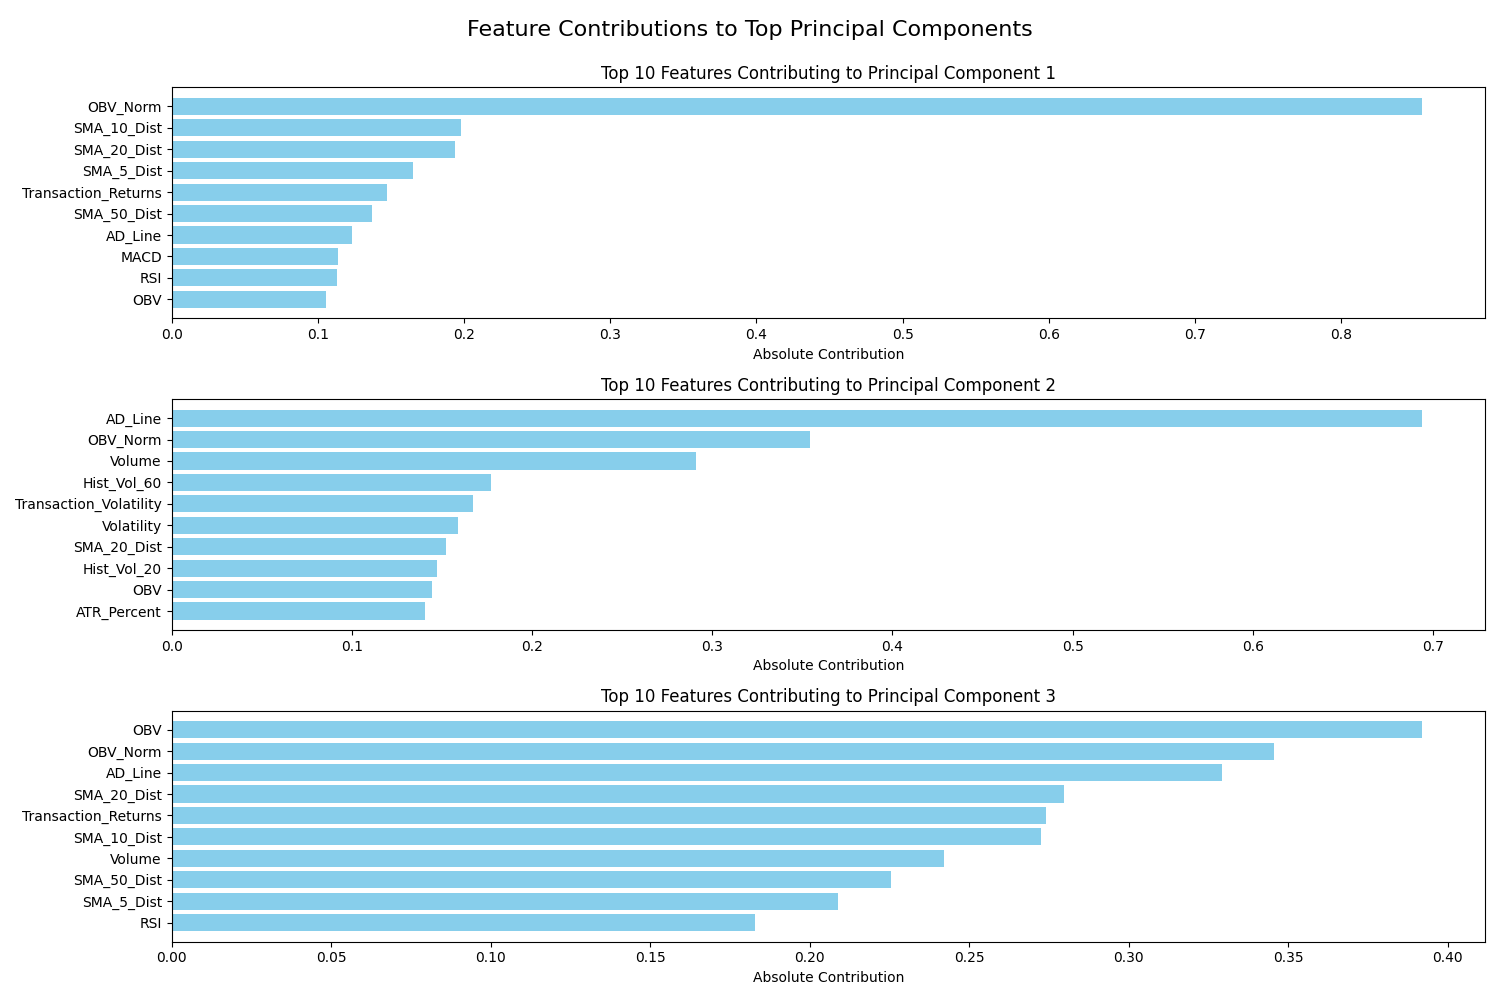 Feature Contributions to Top Principal Components
Top 10 Features Contributing to Principal Component 1
OBV_Norm
SMA_10_Dist
SMA_20_Dist
SMA_5_Dist
Transaction_Returns
SMA_50_Dist
AD_Line
MACD
RSI
OBV
0.0 0.1 0.2 0.3 0.4 0.5 0.6 0.7 0.8
Absolute Contribution
Top 10 Features Contributing to Principal Component 2
AD_Line
OBV_Norm
Volume
Hist_Vol_60
Transaction_Volatility
Volatility
SMA_20_Dist
Hist_Vol_20
OBV
ATR_Percent
0.0 0.1 0.2 0.3 0.4 0.5 0.6 0.7
Absolute Contribution
Top 10 Features Contributing to Principal Component 3
OBV
OBV_Norm
AD_Line
SMA_20_Dist
Transaction_Returns
SMA_10_Dist
Volume
SMA_50_Dist
SMA_5_Dist
RSI
0.00 0.05 0.10 0.15 0.20 0.25 0.30 0.35 0.40
Absolute Contribution